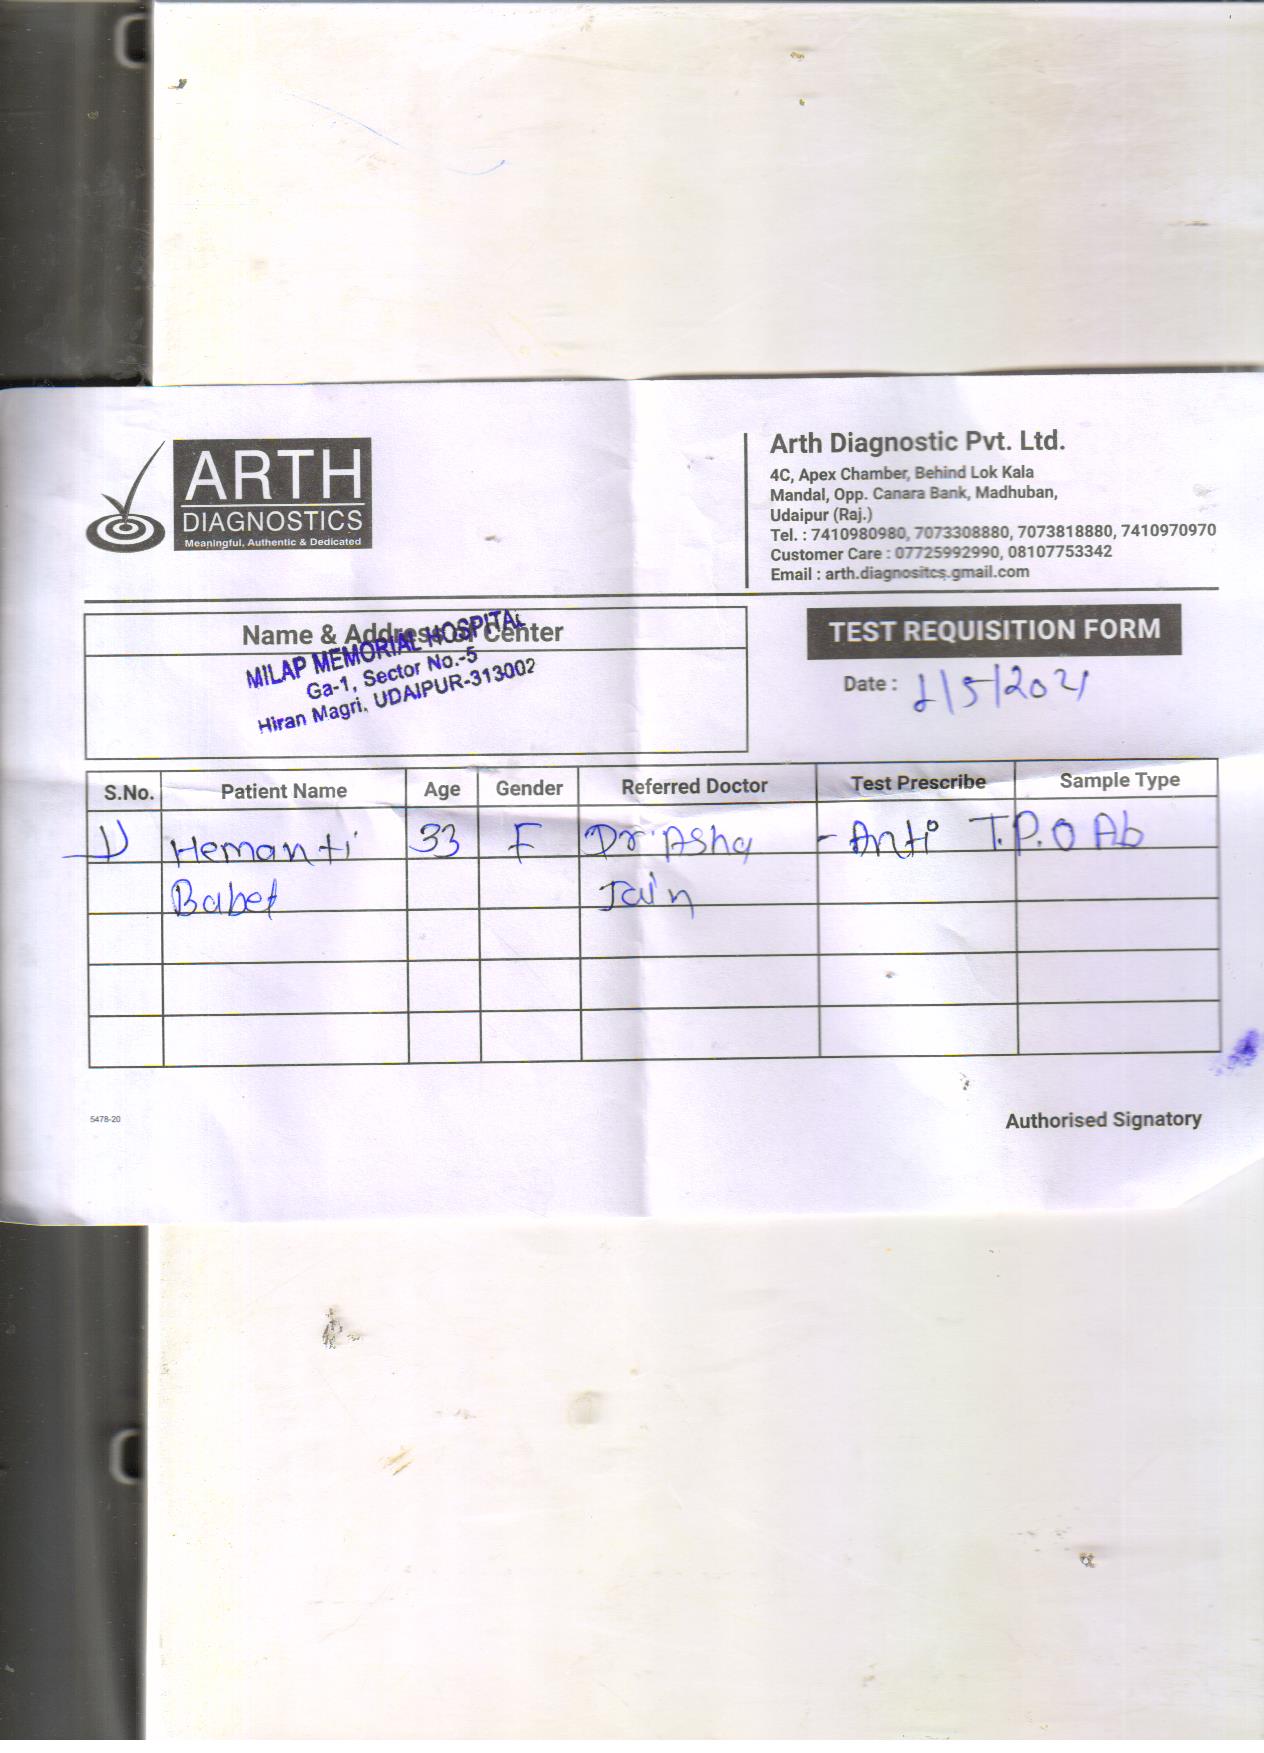 ARTH
DIAGNOSTICS
Meaningful, Authentic & Dedicated
Arth Diagnostic Pvt. Ltd.
4C, Apex Chamber, Behind Lok Kala
Mandal, Opp. Canara Bank, Madhuban,
Udaipur (Raj.)
Tel. : 7410980980, 7073308880, 7073818880, 7410970970
Customer Care : 07725992990, 08107753342
Email : arth.diagnositcs.gmail.com
Name & Address of Center
MILAP MEMORIAL HOSPITAL
Ga-1, Sector No.-5
Hiran Magri, UDAIPUR-313002
TEST REQUISITION FORM
Date : /5/2021
S.No. Patient Name Age Gender Referred Doctor Test Prescribe Sample Type
1) Hemanti 33 F Dr. Asha - Anti T.P.O Ab
Jain
5478-20
Authorised Signatory